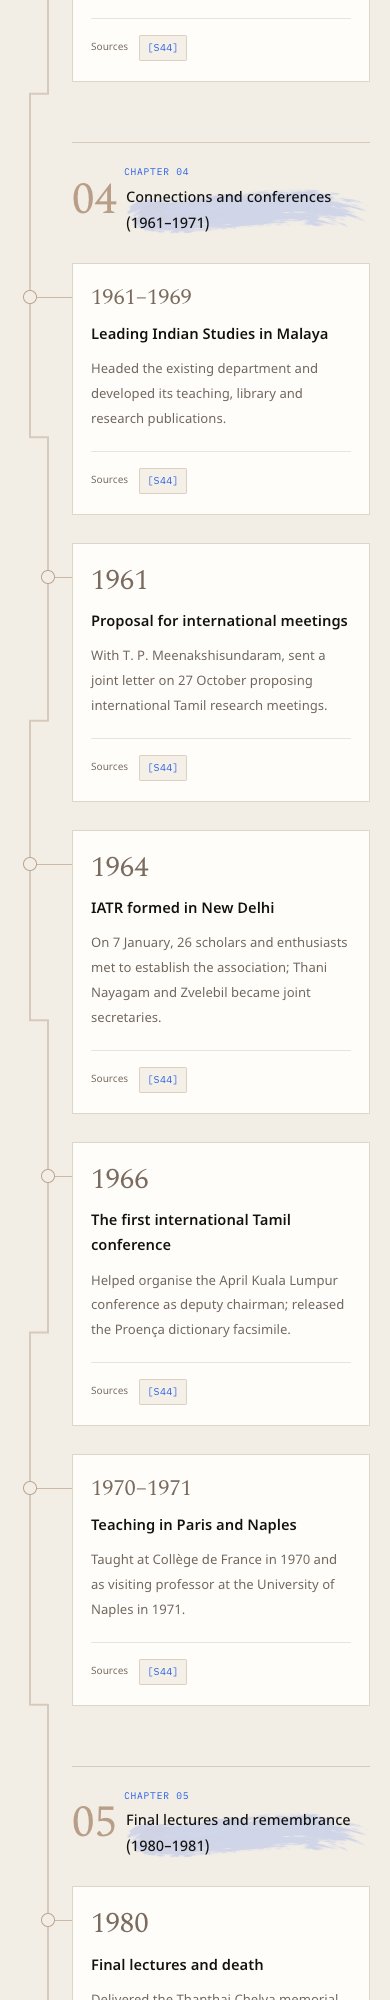 Sources [S44]
CHAPTER 04
04 Connections and conferences
(1961–1971)
1961–1969
Leading Indian Studies in Malaya
Headed the existing department and
developed its teaching, library and
research publications.
Sources [S44]
1961
Proposal for international meetings
With T. P. Meenakshisundaram, sent a
joint letter on 27 October proposing
international Tamil research meetings.
Sources [S44]
1964
IATR formed in New Delhi
On 7 January, 26 scholars and enthusiasts
met to establish the association; Thani
Nayagam and Zvelebil became joint
secretaries.
Sources [S44]
1966
The first international Tamil
conference
Helped organise the April Kuala Lumpur
conference as deputy chairman; released
the Proença dictionary facsimile.
Sources [S44]
1970–1971
Teaching in Paris and Naples
Taught at Collège de France in 1970 and
as visiting professor at the University of
Naples in 1971.
Sources [S44]
CHAPTER 05
05 Final lectures and remembrance
(1980–1981)
1980
Final lectures and death
Delivered the Thanthai Chelva memorial